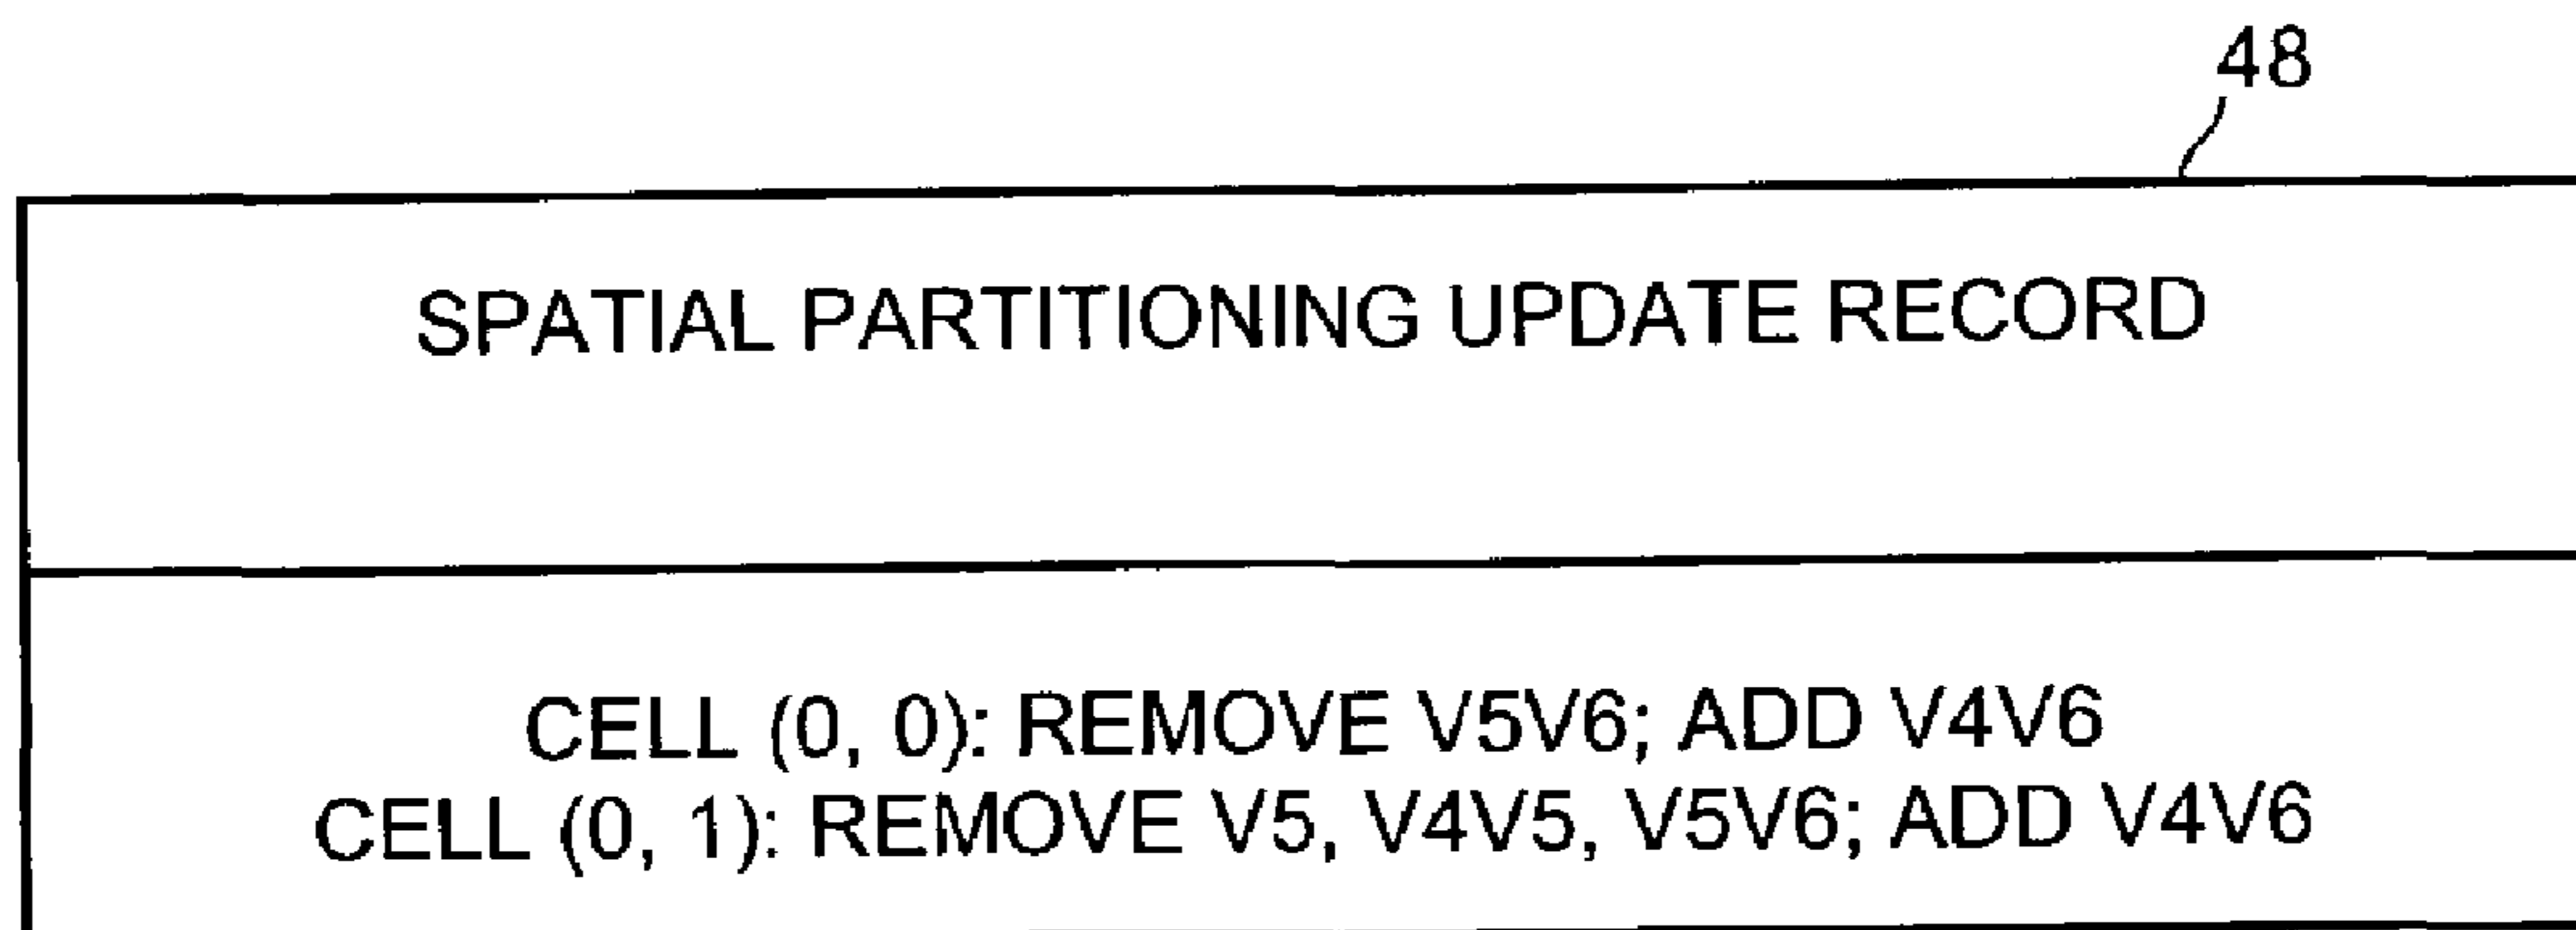 48
SPATIAL PARTITIONING UPDATE RECORD
CELL (0, 0): REMOVE V5V6; ADD V4V6
CELL (0, 1): REMOVE V5, V4V5, V5V6; ADD V4V6